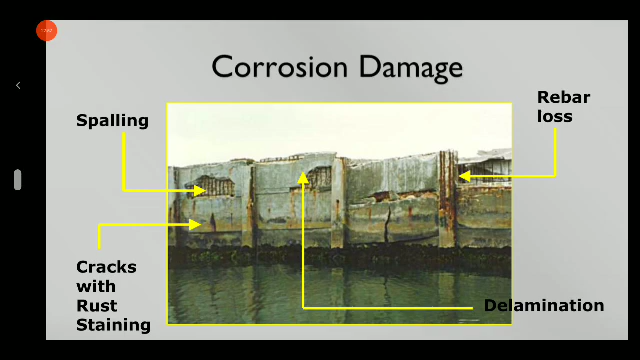 Corrosion Damage
Spalling
Rebar
loss
Cracks
with
Rust
Staining
Delamination